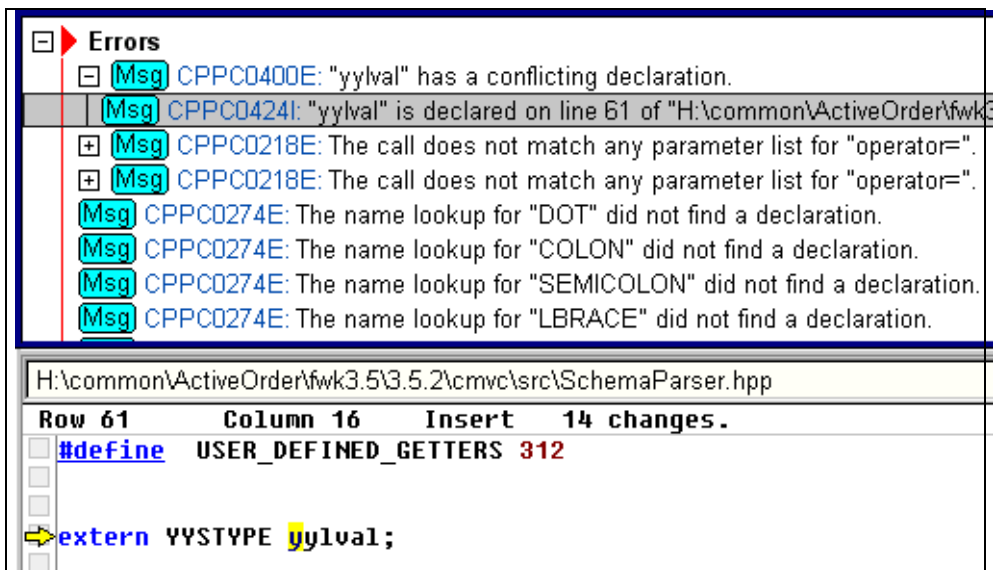 Errors
Msg CPPC0400E: "yylval" has a conflicting declaration.
Msg CPPC0424I: "yylval" is declared on line 61 of "H:\common\ActiveOrder\fwk3
Msg CPPC0218E: The call does not match any parameter list for "operator=".
Msg CPPC0218E: The call does not match any parameter list for "operator=".
Msg CPPC0274E: The name lookup for "DOT" did not find a declaration.
Msg CPPC0274E: The name lookup for "COLON" did not find a declaration.
Msg CPPC0274E: The name lookup for "SEMICOLON" did not find a declaration.
Msg CPPC0274E: The name lookup for "LBRACE" did not find a declaration.
H:\common\ActiveOrder\fwk3.5\3.5.2\cmvc\src\SchemaParser.hpp
Row 61 Column 16 Insert 14 changes.
#define USER_DEFINED_GETTERS 312
extern YYSTYPE yylval;